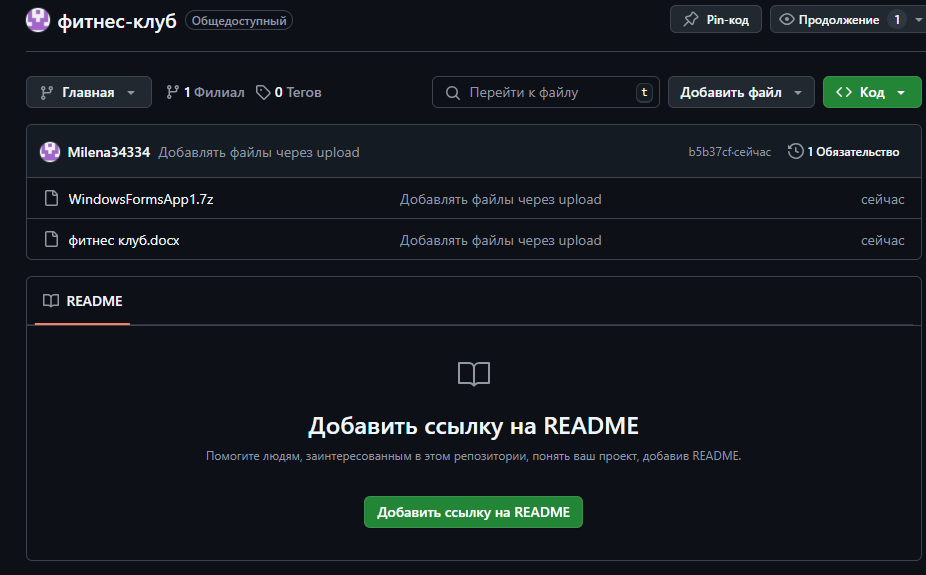 фитнес-клуб Общедоступный Pin-код Продолжение 1
Главная 1 Филиал 0 Тегов Перейти к файлу t Добавить файл <> Код
Milena34334 Добавлять файлы через upload b5b37cf·сейчас 1 Обязательство
WindowsFormsApp1.7z Добавлять файлы через upload сейчас
фитнес клуб.docx Добавлять файлы через upload сейчас
README
Добавить ссылку на README
Помогите людям, заинтересованным в этом репозитории, понять ваш проект, добавив README.
Добавить ссылку на README